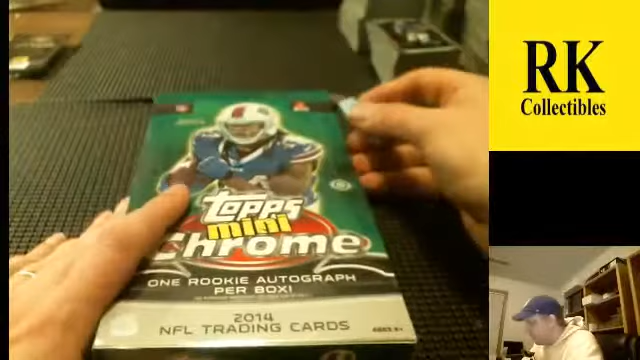 RK
Collectibles
Topps
mini
Chrome
ONE ROOKIE AUTOGRAPH
PER BOX!
2014
NFL TRADING CARDS